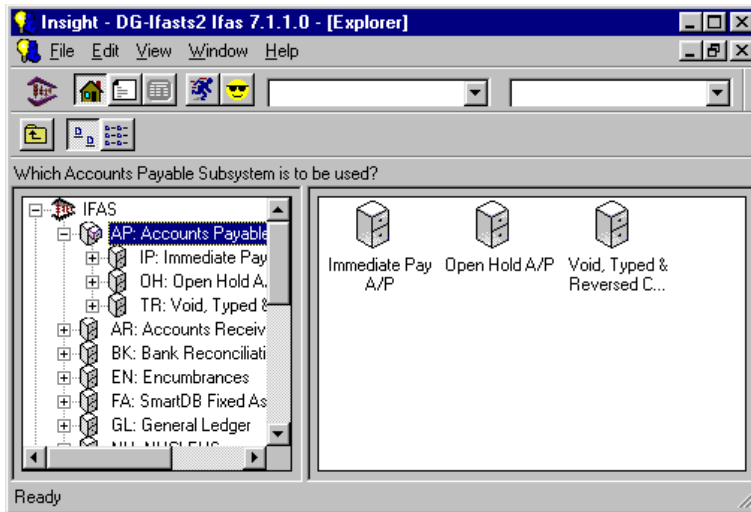 Insight - DG-Ifasts2 Ifas 7.1.1.0 - [Explorer]
File Edit View Window Help
Which Accounts Payable Subsystem is to be used?
IFAS
AP: Accounts Payable
IP: Immediate Pay
OH: Open Hold A
TR: Void, Typed &
AR: Accounts Receiv
BK: Bank Reconciliati
EN: Encumbrances
FA: SmartDB Fixed As
GL: General Ledger
Immediate Pay Open Hold A/P Void, Typed &
A/P Reversed C...
Ready